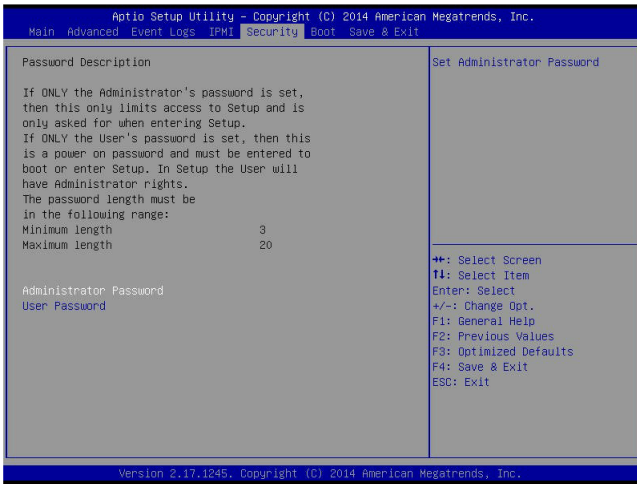 Aptio Setup Utility – Copyright (C) 2014 American Megatrends, Inc.
Main Advanced Event Logs IPMI Security Boot Save & Exit
Password Description
If ONLY the Administrator's password is set,
then this only limits access to Setup and is
only asked for when entering Setup.
If ONLY the User's password is set, then this
is a power on password and must be entered to
boot or enter Setup. In Setup the User will
have Administrator rights.
The password length must be
in the following range:
Minimum length 3
Maximum length 20
Administrator Password
User Password
Set Administrator Password
→←: Select Screen
↑↓: Select Item
Enter: Select
+/-: Change Opt.
F1: General Help
F2: Previous Values
F3: Optimized Defaults
F4: Save & Exit
ESC: Exit
Version 2.17.1245. Copyright (C) 2014 American Megatrends, Inc.